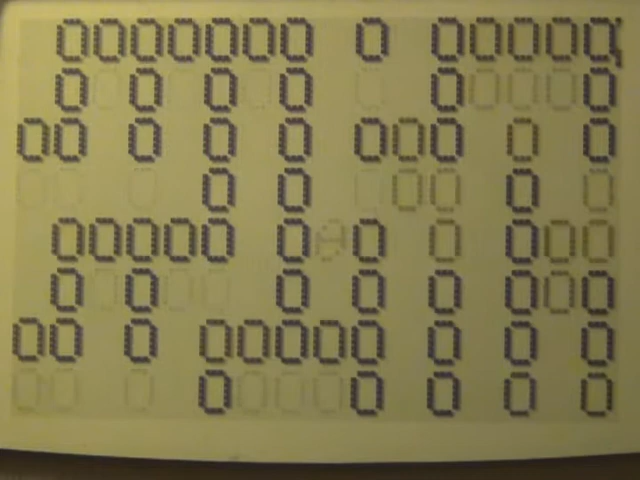 0000000 0 00000
 0 0 0 0   00000
00 0 0 0 000 0 0
     0 0  00 0 0
 00000 0 0 0 000
 0 0   0 0 0 000
00 0 00000 0 0 0
     0   0 0 0 0